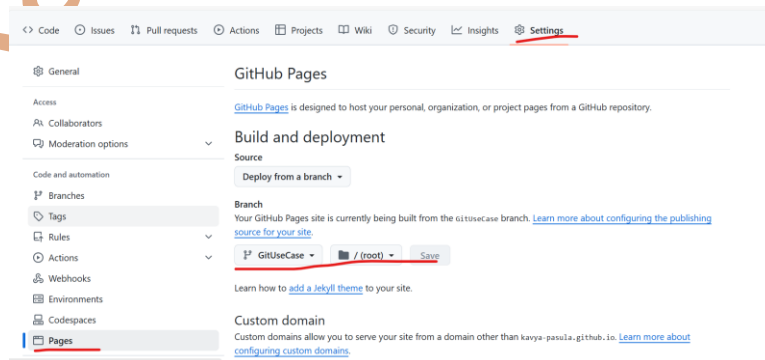 Code Issues Pull requests Actions Projects Wiki Security Insights Settings
General
Access
Collaborators
Moderation options
Code and automation
Branches
Tags
Rules
Actions
Webhooks
Environments
Codespaces
Pages
GitHub Pages
GitHub Pages is designed to host your personal, organization, or project pages from a GitHub repository.
Build and deployment
Source
Deploy from a branch
Branch
Your GitHub Pages site is currently being built from the GitUseCase branch. Learn more about configuring the publishing
source for your site.
GitUseCase / (root) Save
Learn how to add a Jekyll theme to your site.
Custom domain
Custom domains allow you to serve your site from a domain other than kavya-pasula.github.io. Learn more about
configuring custom domains.